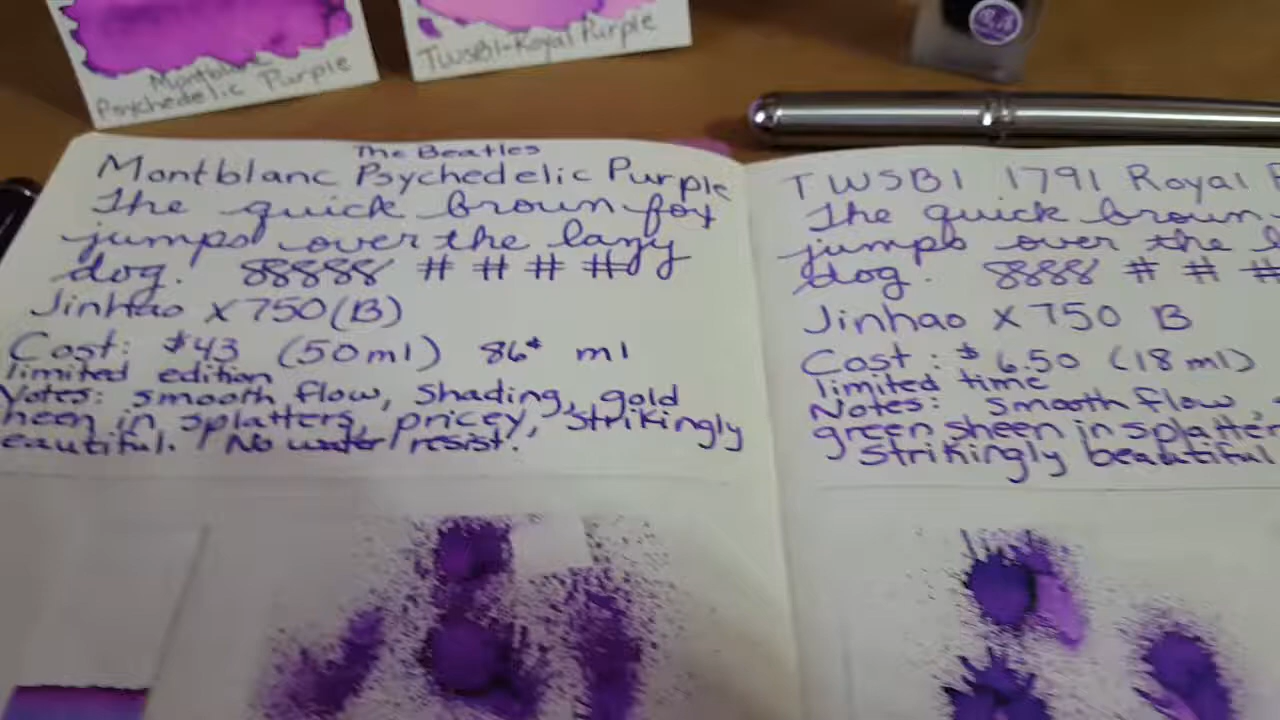 Montblanc
Psychedelic Purple
TWSBI-Royal Purple
The Beatles
Montblanc Psychedelic Purple
The quick brown fox
jumps over the lazy
dog. 88888 # # # #
Jinhao X750 (B)
Cost: $43 (50ml) 86¢ ml
limited edition
Notes: smooth flow, shading, gold
heen in splatters, pricey, strikingly
eautiful. No water resist.
TWSBI 1791 Royal P
The quick brown
jumps over the l
dog. 8888 # # #
Jinhao X750 B
Cost: $6.50 (18ml)
limited time
Notes: smooth flow,
green sheen in splatter
strikingly beautiful